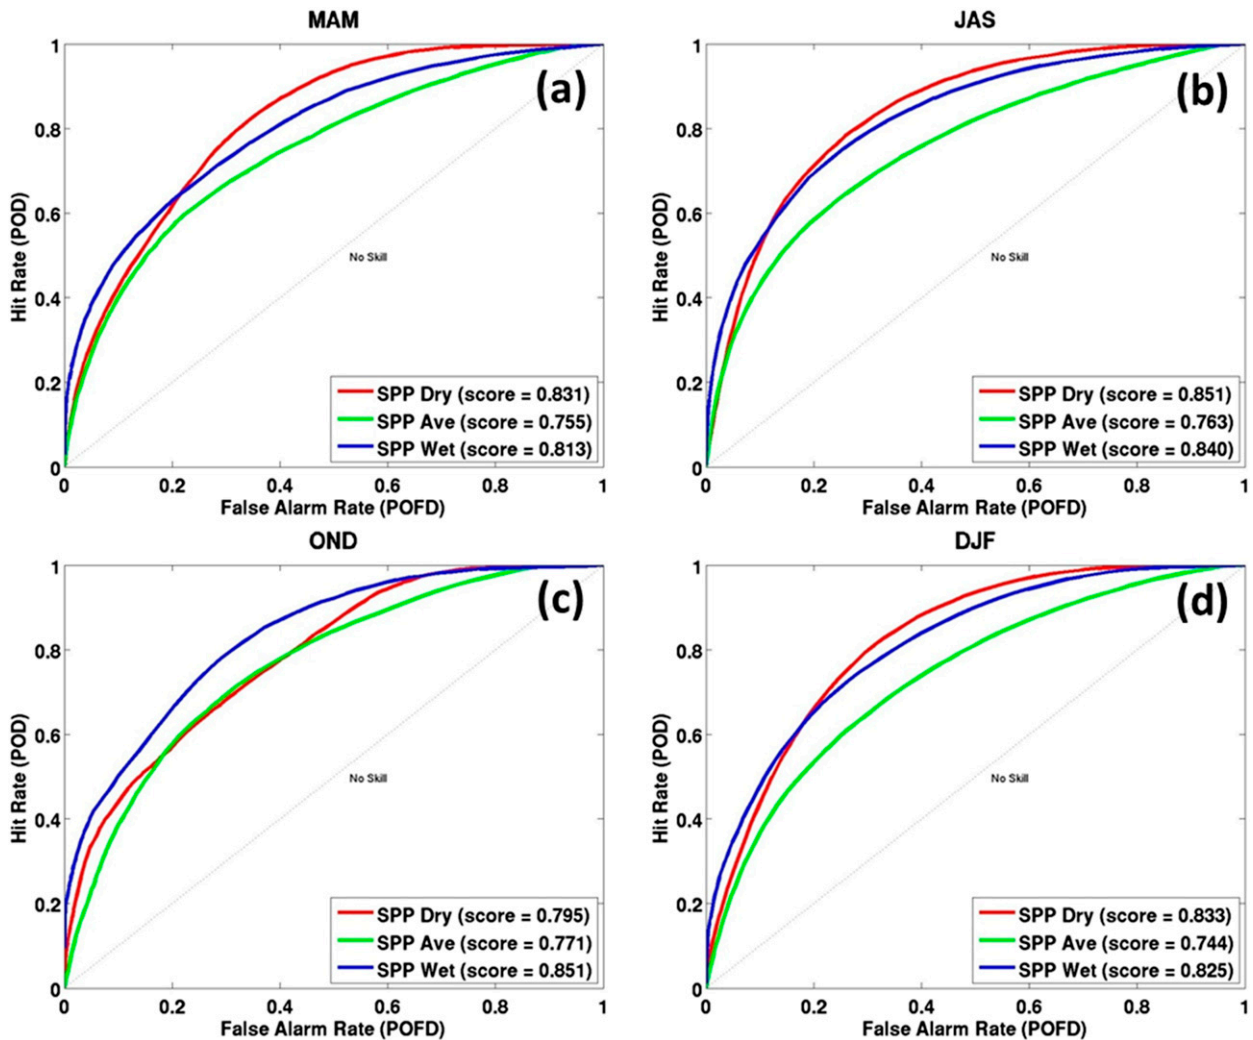 MAM
1
0.8
0.6
0.4
0.2
0
Hit Rate (POD)
(a)
No Skill
SPP Dry (score = 0.831)
SPP Ave (score = 0.755)
SPP Wet (score = 0.813)
0 0.2 0.4 0.6 0.8 1
False Alarm Rate (POFD)
JAS
1
0.8
0.6
0.4
0.2
0
Hit Rate (POD)
(b)
No Skill
SPP Dry (score = 0.851)
SPP Ave (score = 0.763)
SPP Wet (score = 0.840)
0 0.2 0.4 0.6 0.8 1
False Alarm Rate (POFD)
OND
1
0.8
0.6
0.4
0.2
0
Hit Rate (POD)
(c)
No Skill
SPP Dry (score = 0.795)
SPP Ave (score = 0.771)
SPP Wet (score = 0.851)
0 0.2 0.4 0.6 0.8 1
False Alarm Rate (POFD)
DJF
1
0.8
0.6
0.4
0.2
0
Hit Rate (POD)
(d)
No Skill
SPP Dry (score = 0.833)
SPP Ave (score = 0.744)
SPP Wet (score = 0.825)
0 0.2 0.4 0.6 0.8 1
False Alarm Rate (POFD)